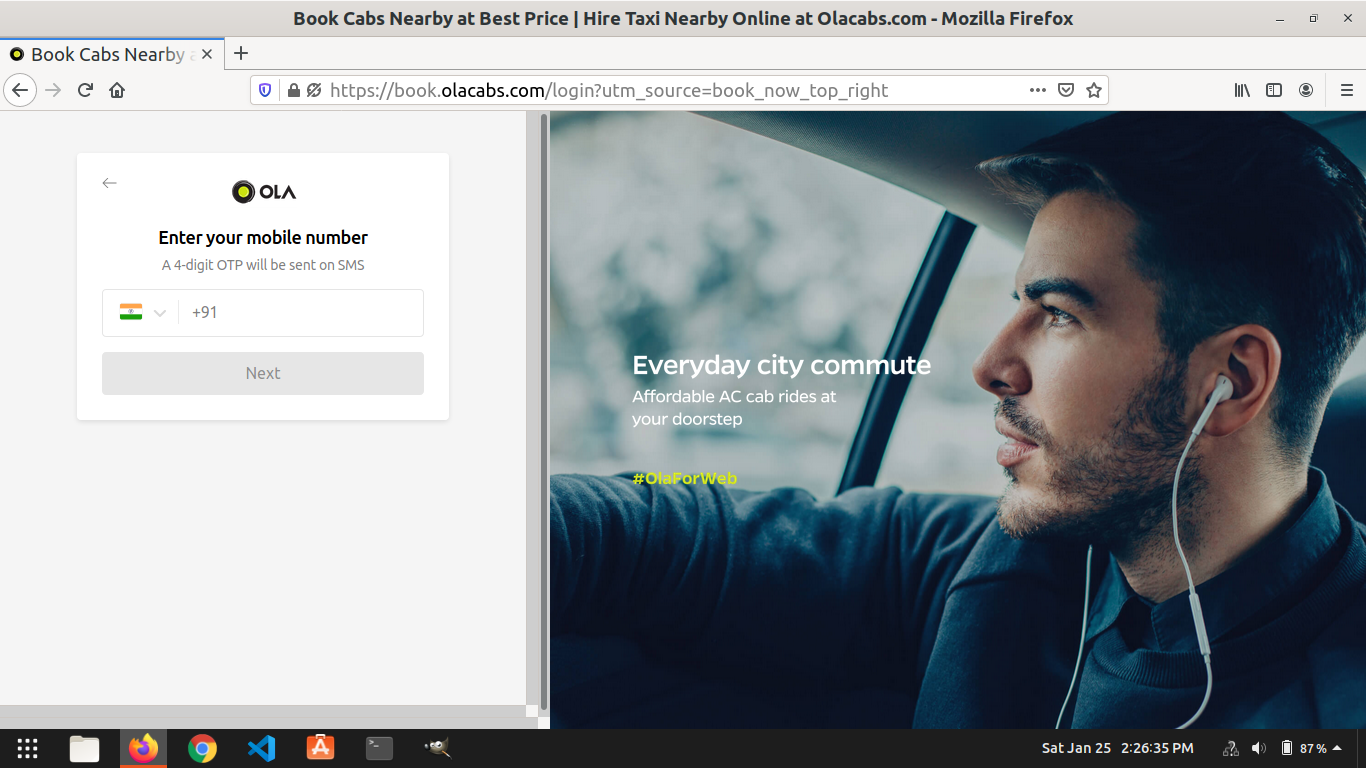 Book Cabs Nearby at Best Price | Hire Taxi Nearby Online at Olacabs.com - Mozilla Firefox
Book Cabs Nearby a
https://book.olacabs.com/login?utm_source=book_now_top_right
OLA
Enter your mobile number
A 4-digit OTP will be sent on SMS
+91
Next
Everyday city commute
Affordable AC cab rides at
your doorstep
#OlaForWeb
Sat Jan 25 2:26:35 PM
87 %